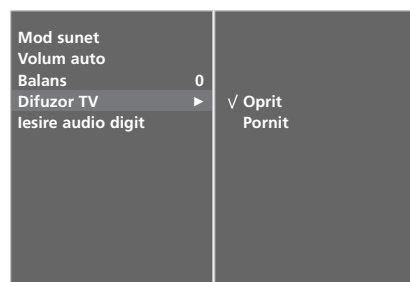 Mod sunet
Volum auto
Balans 0
Difuzor TV ►
Iesire audio digit
√ Oprit
Pornit